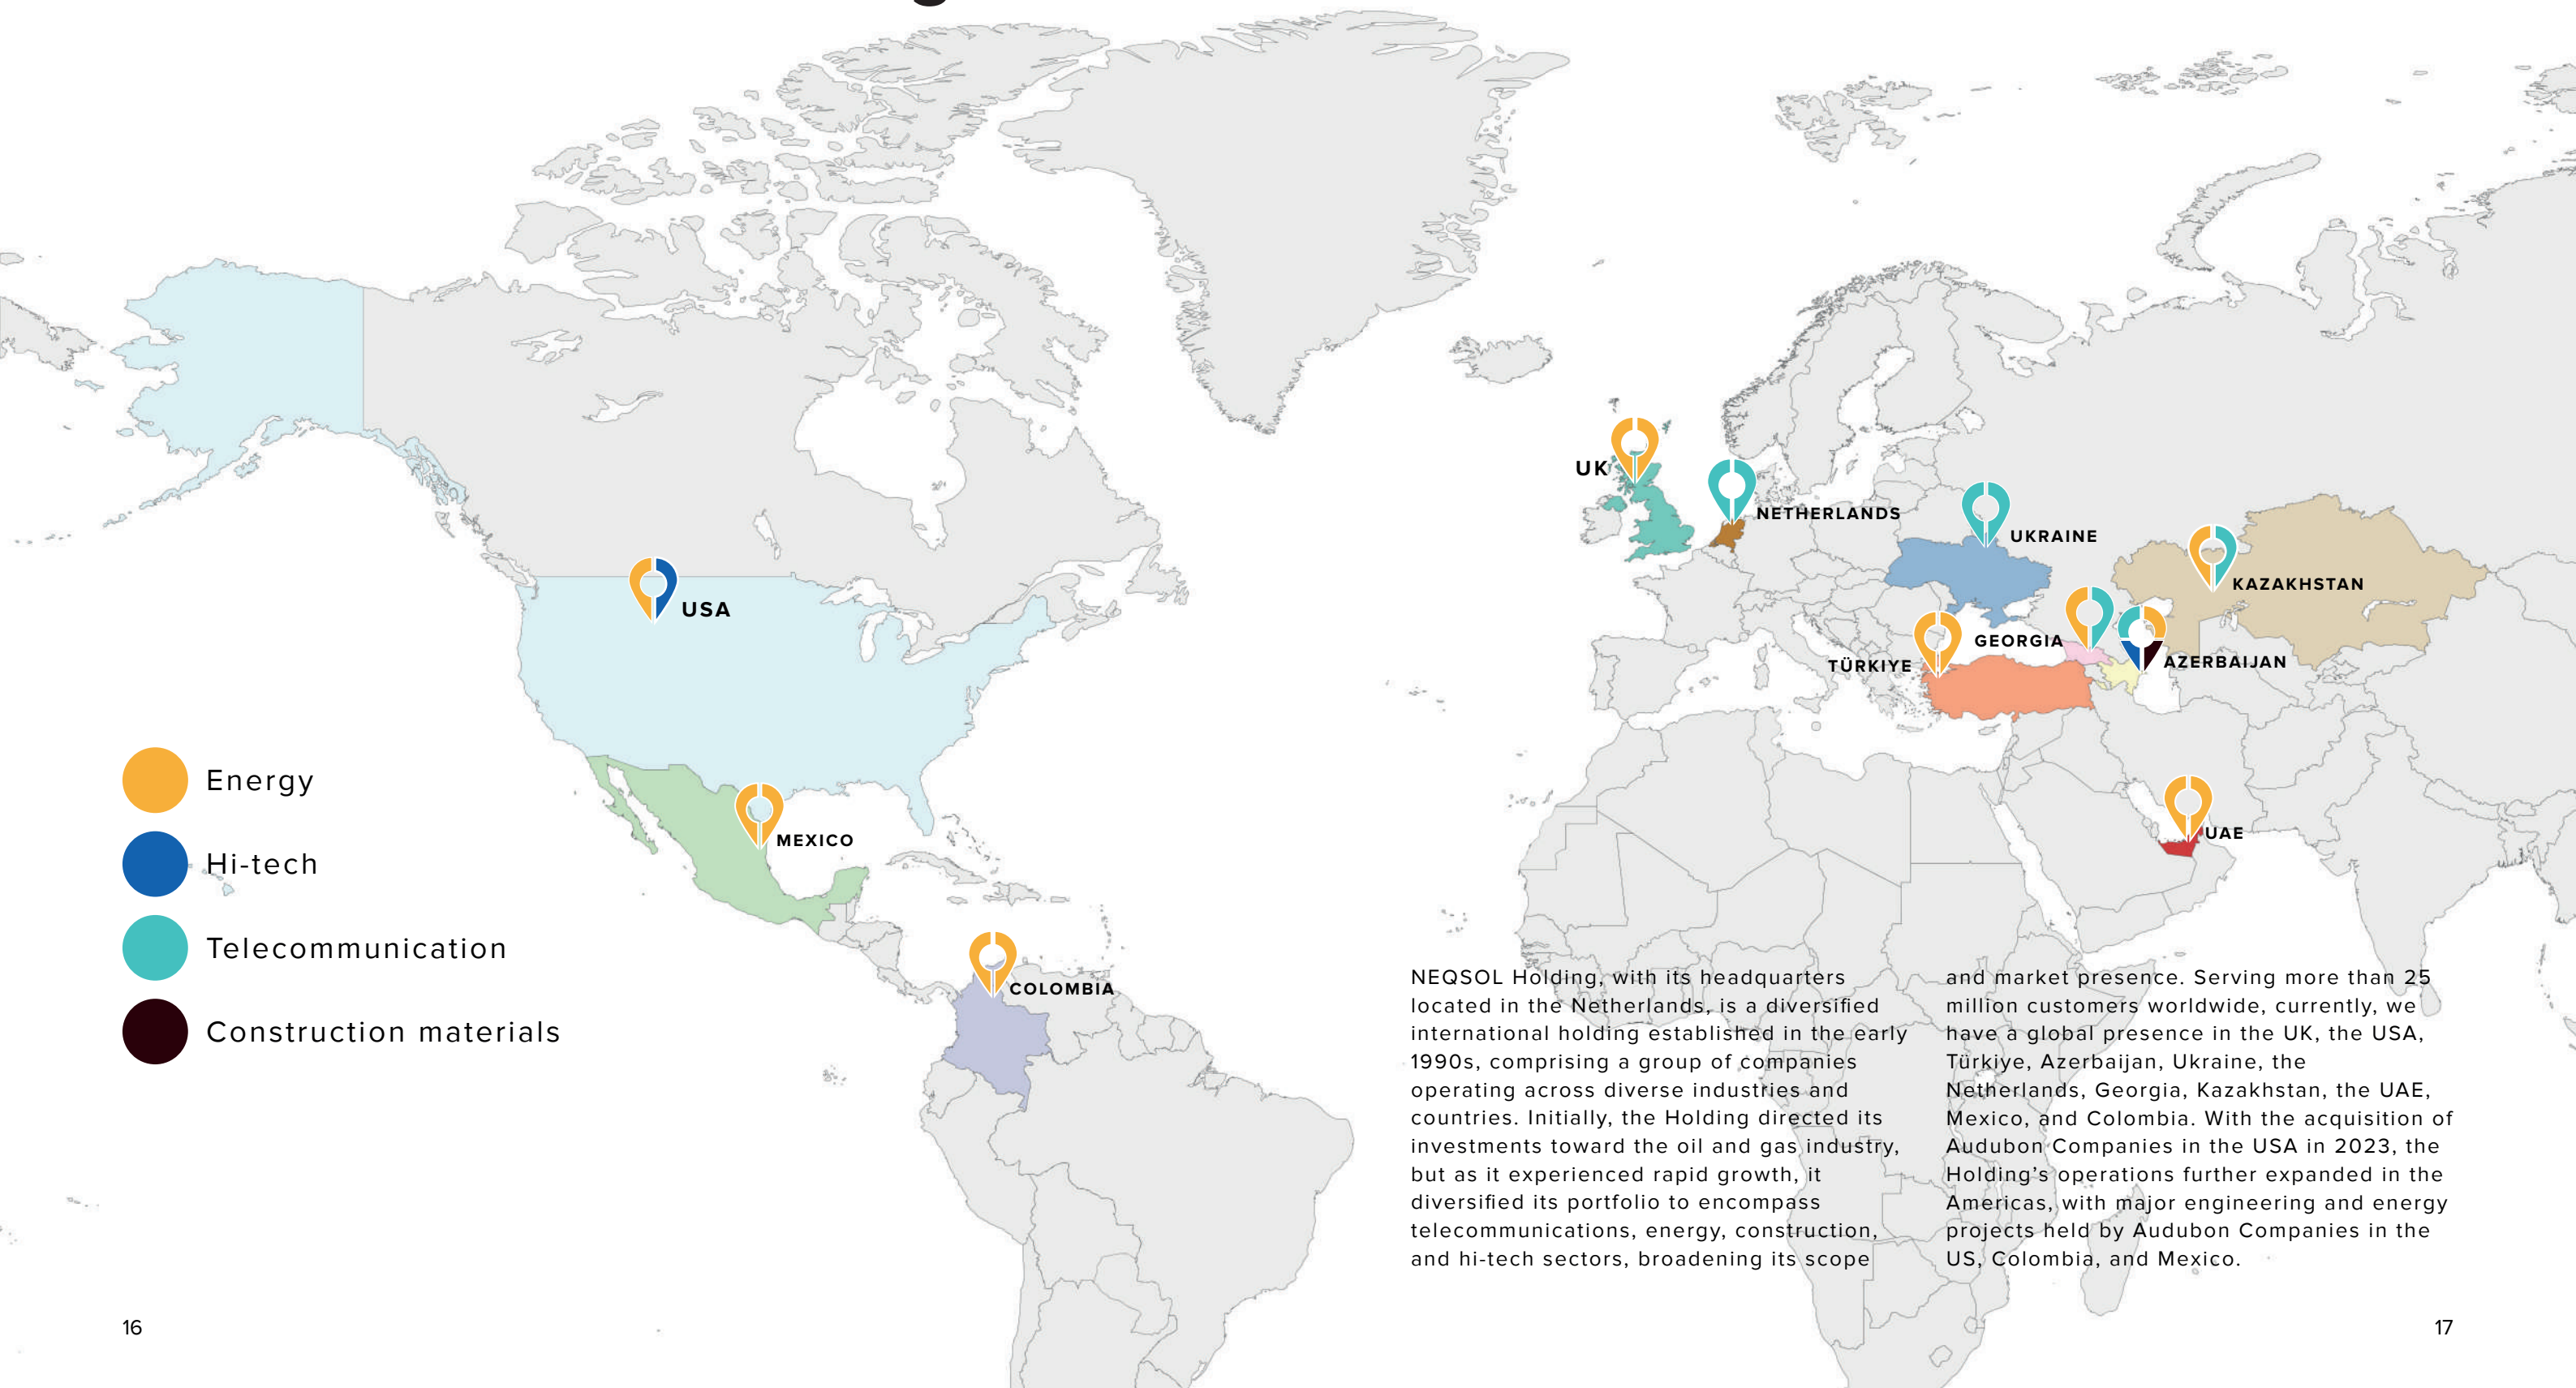 UK
NETHERLANDS
UKRAINE
KAZAKHSTAN
USA
GEORGIA
TÜRKIYE
AZERBAIJAN
MEXICO
UAE
COLOMBIA
Energy
Hi-tech
Telecommunication
Construction materials
NEQSOL Holding, with its headquarters
located in the Netherlands, is a diversified
international holding established in the early
1990s, comprising a group of companies
operating across diverse industries and
countries. Initially, the Holding directed its
investments toward the oil and gas industry,
but as it experienced rapid growth, it
diversified its portfolio to encompass
telecommunications, energy, construction,
and hi-tech sectors, broadening its scope
and market presence. Serving more than 25
million customers worldwide, currently, we
have a global presence in the UK, the USA,
Türkiye, Azerbaijan, Ukraine, the
Netherlands, Georgia, Kazakhstan, the UAE,
Mexico, and Colombia. With the acquisition of
Audubon Companies in the USA in 2023, the
Holding’s operations further expanded in the
Americas, with major engineering and energy
projects held by Audubon Companies in the
US, Colombia, and Mexico.
16
17